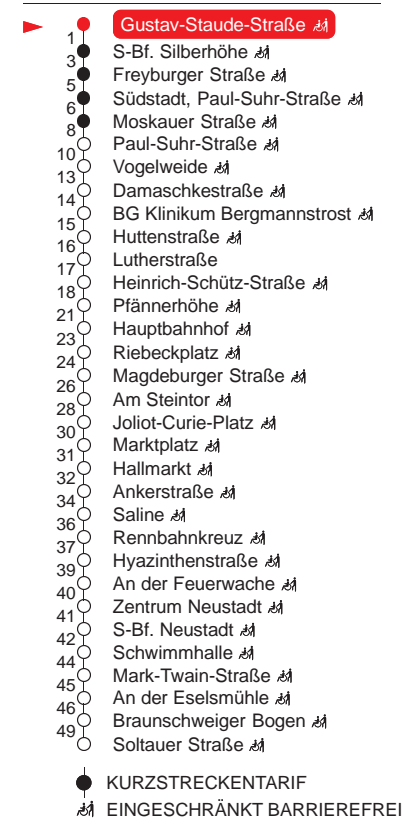 Gustav-Staude-Straße
1
S-Bf. Silberhöhe
3
Freyburger Straße
5
Südstadt, Paul-Suhr-Straße
6
Moskauer Straße
8
Paul-Suhr-Straße
10
Vogelweide
13
Damaschkestraße
14
BG Klinikum Bergmannstrost
15
Huttenstraße
16
Lutherstraße
17
Heinrich-Schütz-Straße
18
Pfännerhöhe
21
Hauptbahnhof
23
Riebeckplatz
24
Magdeburger Straße
26
Am Steintor
28
Joliot-Curie-Platz
30
Marktplatz
31
Hallmarkt
32
Ankerstraße
34
Saline
36
Rennbahnkreuz
37
Hyazinthenstraße
39
An der Feuerwache
40
Zentrum Neustadt
41
S-Bf. Neustadt
42
Schwimmhalle
44
Mark-Twain-Straße
45
An der Eselsmühle
46
Braunschweiger Bogen
49
Soltauer Straße
KURZSTRECKENTARIF
EINGESCHRÄNKT BARRIEREFREI